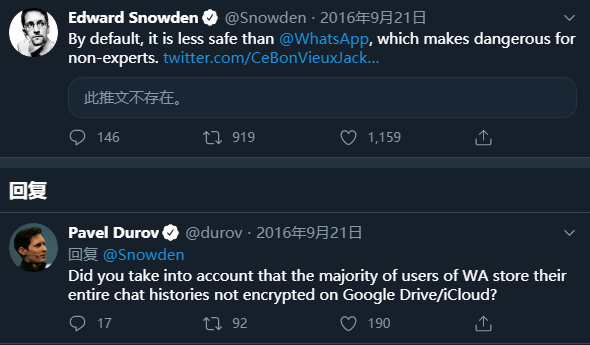 Edward Snowden @Snowden · 2016年9月21日
By default, it is less safe than @WhatsApp, which makes dangerous for
non-experts. twitter.com/CeBonVieuxJack...
此推文不存在。
146 919 1,159
回复
Pavel Durov @durov · 2016年9月21日
回复 @Snowden
Did you take into account that the majority of users of WA store their
entire chat histories not encrypted on Google Drive/iCloud?
17 92 190